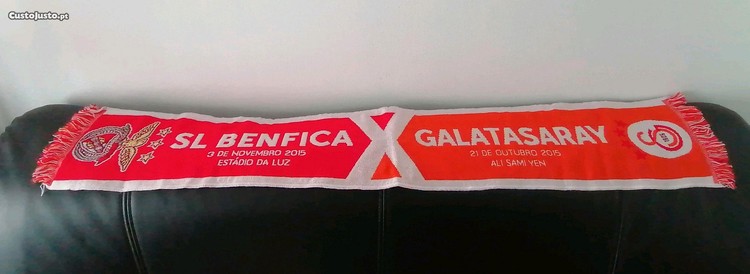 CustoJusto.pt
SL BENFICA
3 DE NOVEMBRO 2015
ESTÁDIO DA LUZ
GALATASARAY
21 DE OUTUBRO 2015
ALI SAMI YEN